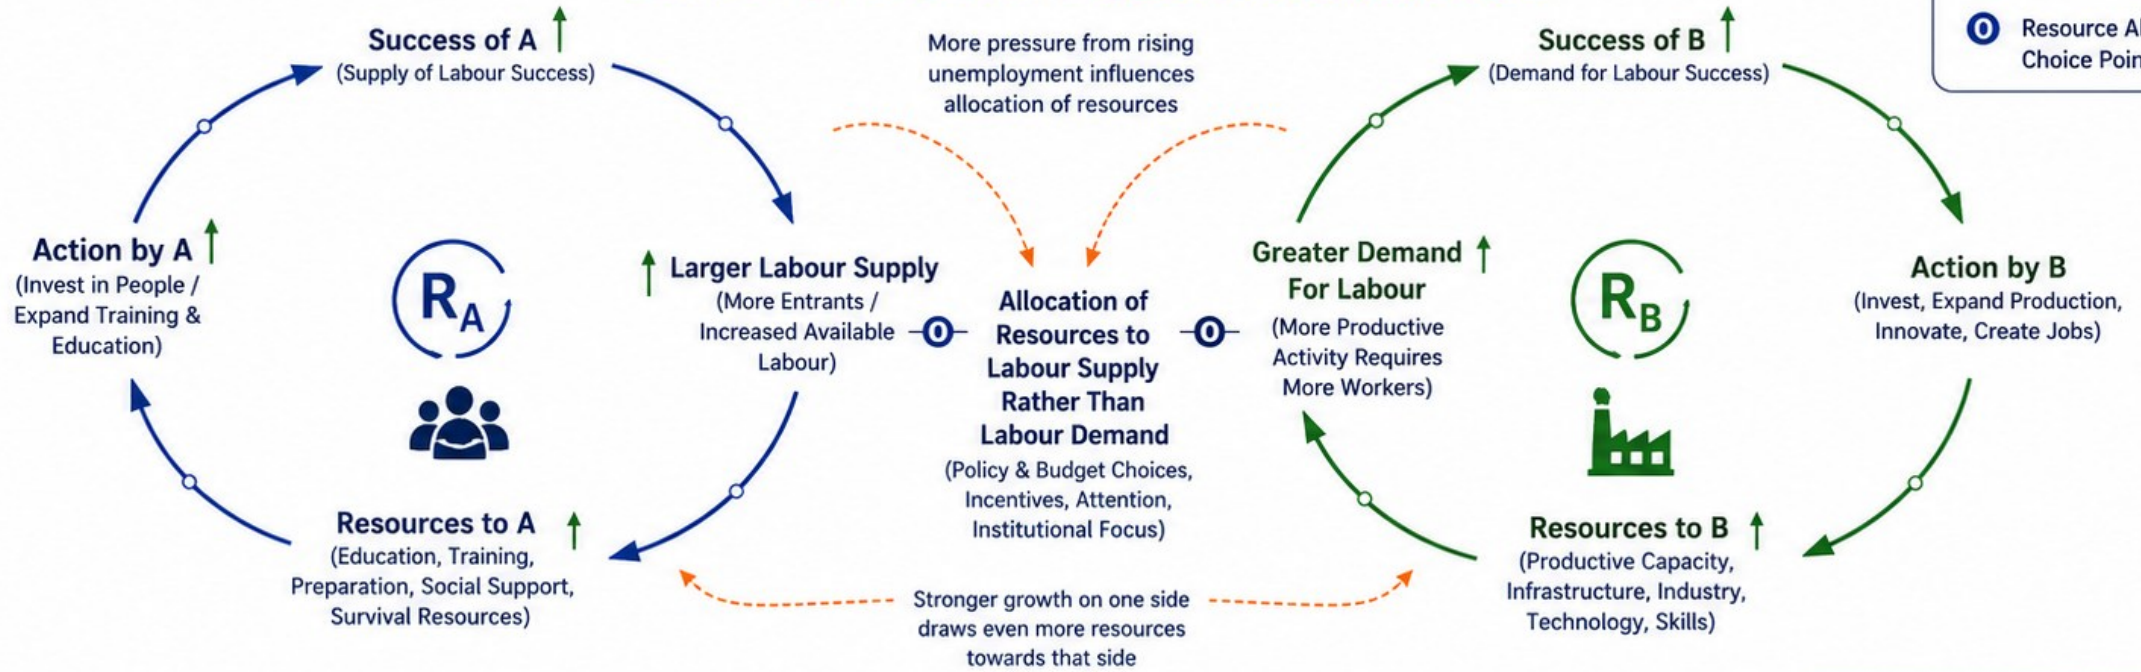 Success of A
(Supply of Labour Success)
More pressure from rising
unemployment influences
allocation of resources
Success of B
(Demand for Labour Success)
O Resource Al
Choice Poin
Action by A
(Invest in People /
Expand Training &
Education)
R A
Larger Labour Supply
(More Entrants /
Increased Available
Labour)
O
Allocation of
Resources to
Labour Supply
Rather Than
Labour Demand
(Policy & Budget Choices,
Incentives, Attention,
Institutional Focus)
O
Greater Demand
For Labour
(More Productive
Activity Requires
More Workers)
R B
Action by B
(Invest, Expand Production,
Innovate, Create Jobs)
Resources to A
(Education, Training,
Preparation, Social Support,
Survival Resources)
Stronger growth on one side
draws even more resources
towards that side
Resources to B
(Productive Capacity,
Infrastructure, Industry,
Technology, Skills)